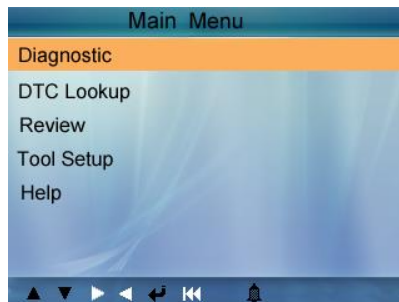 Main Menu
Diagnostic
DTC Lookup
Review
Tool Setup
Help